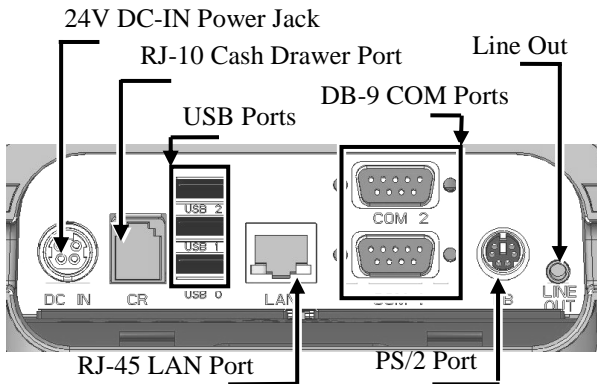 24V DC-IN Power Jack
RJ-10 Cash Drawer Port
Line Out
DB-9 COM Ports
USB Ports
USB 2
COM 2
USB 1
USB 0
DC IN
CR
LAN
LINE
OUT
RJ-45 LAN Port
PS/2 Port